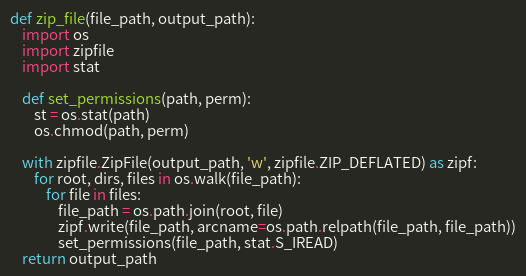 def zip_file(file_path, output_path):
    import os
    import zipfile
    import stat

    def set_permissions(path, perm):
        st = os.stat(path)
        os.chmod(path, perm)

    with zipfile.ZipFile(output_path, 'w', zipfile.ZIP_DEFLATED) as zipf:
        for root, dirs, files in os.walk(file_path):
            for file in files:
                file_path = os.path.join(root, file)
                zipf.write(file_path, arcname=os.path.relpath(file_path, file_path))
                set_permissions(file_path, stat.S_IREAD)
    return output_path